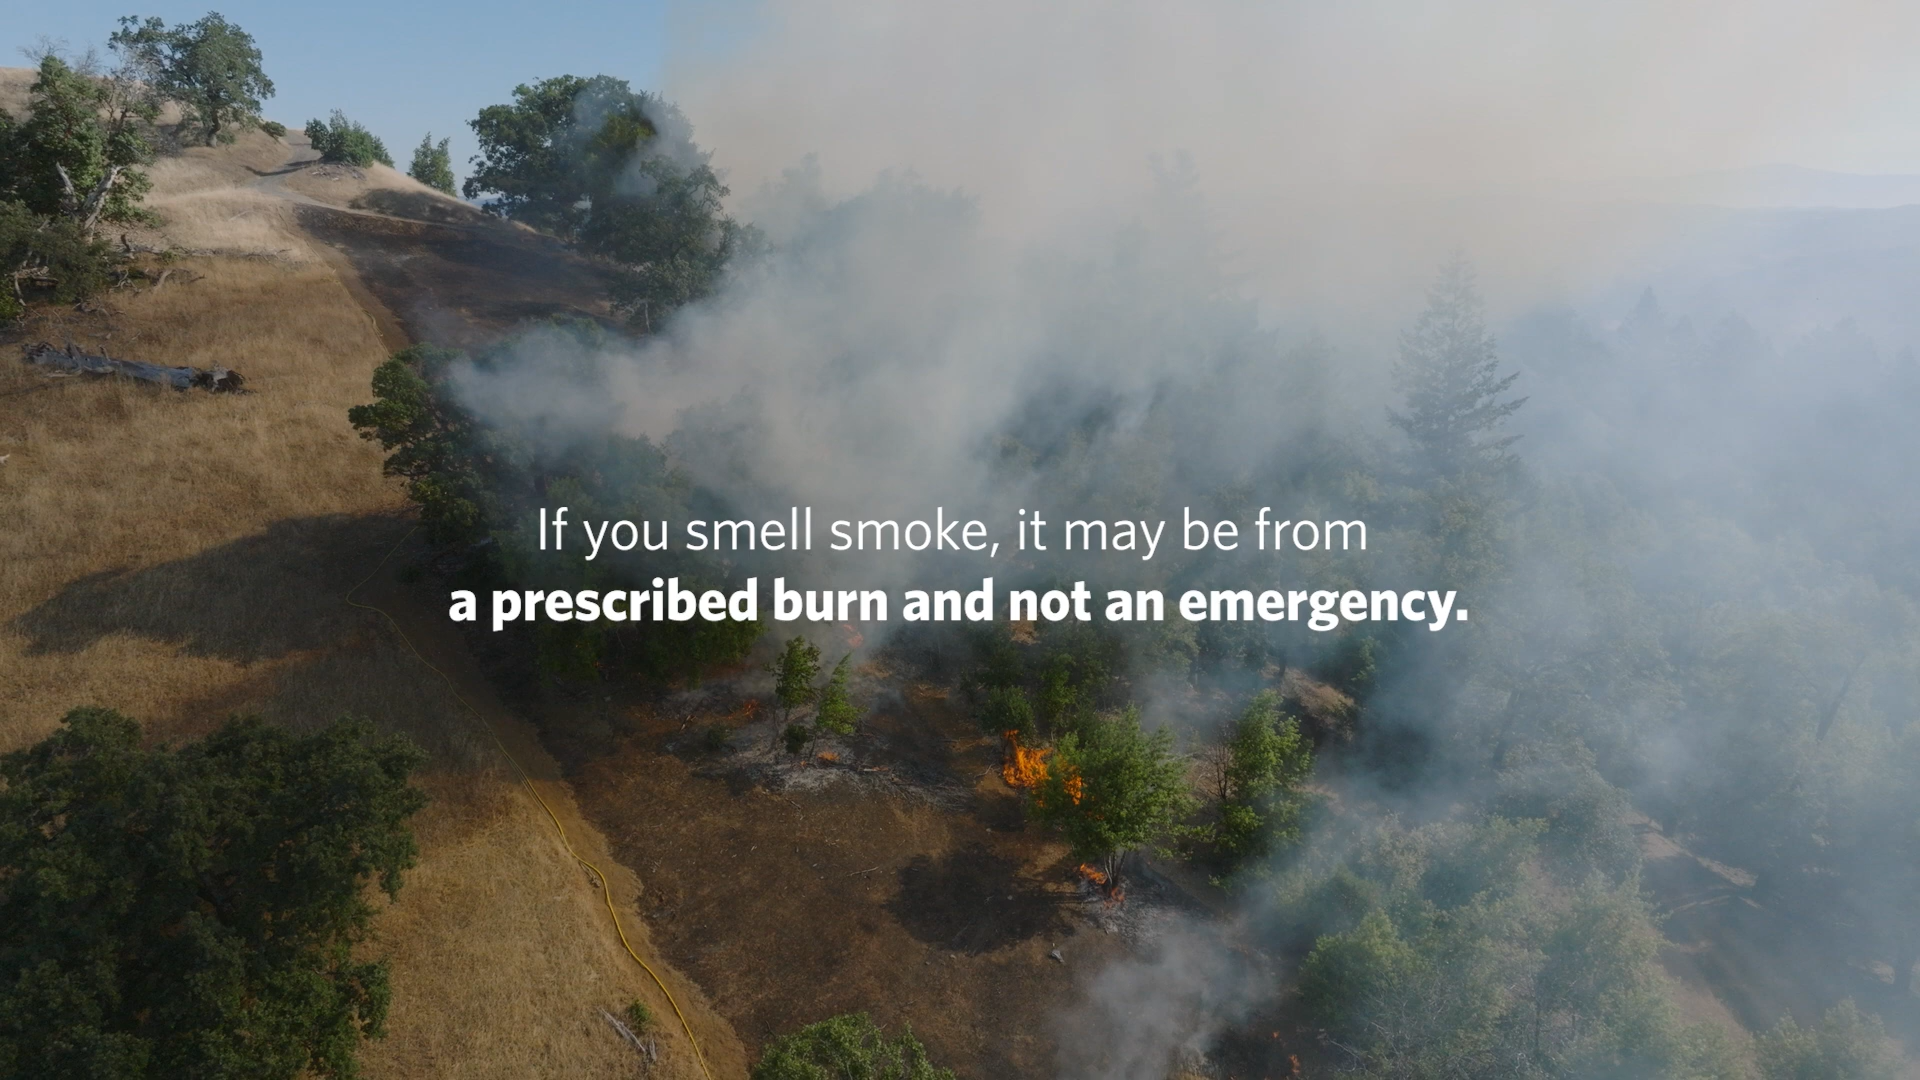 If you smell smoke, it may be from
a prescribed burn and not an emergency.